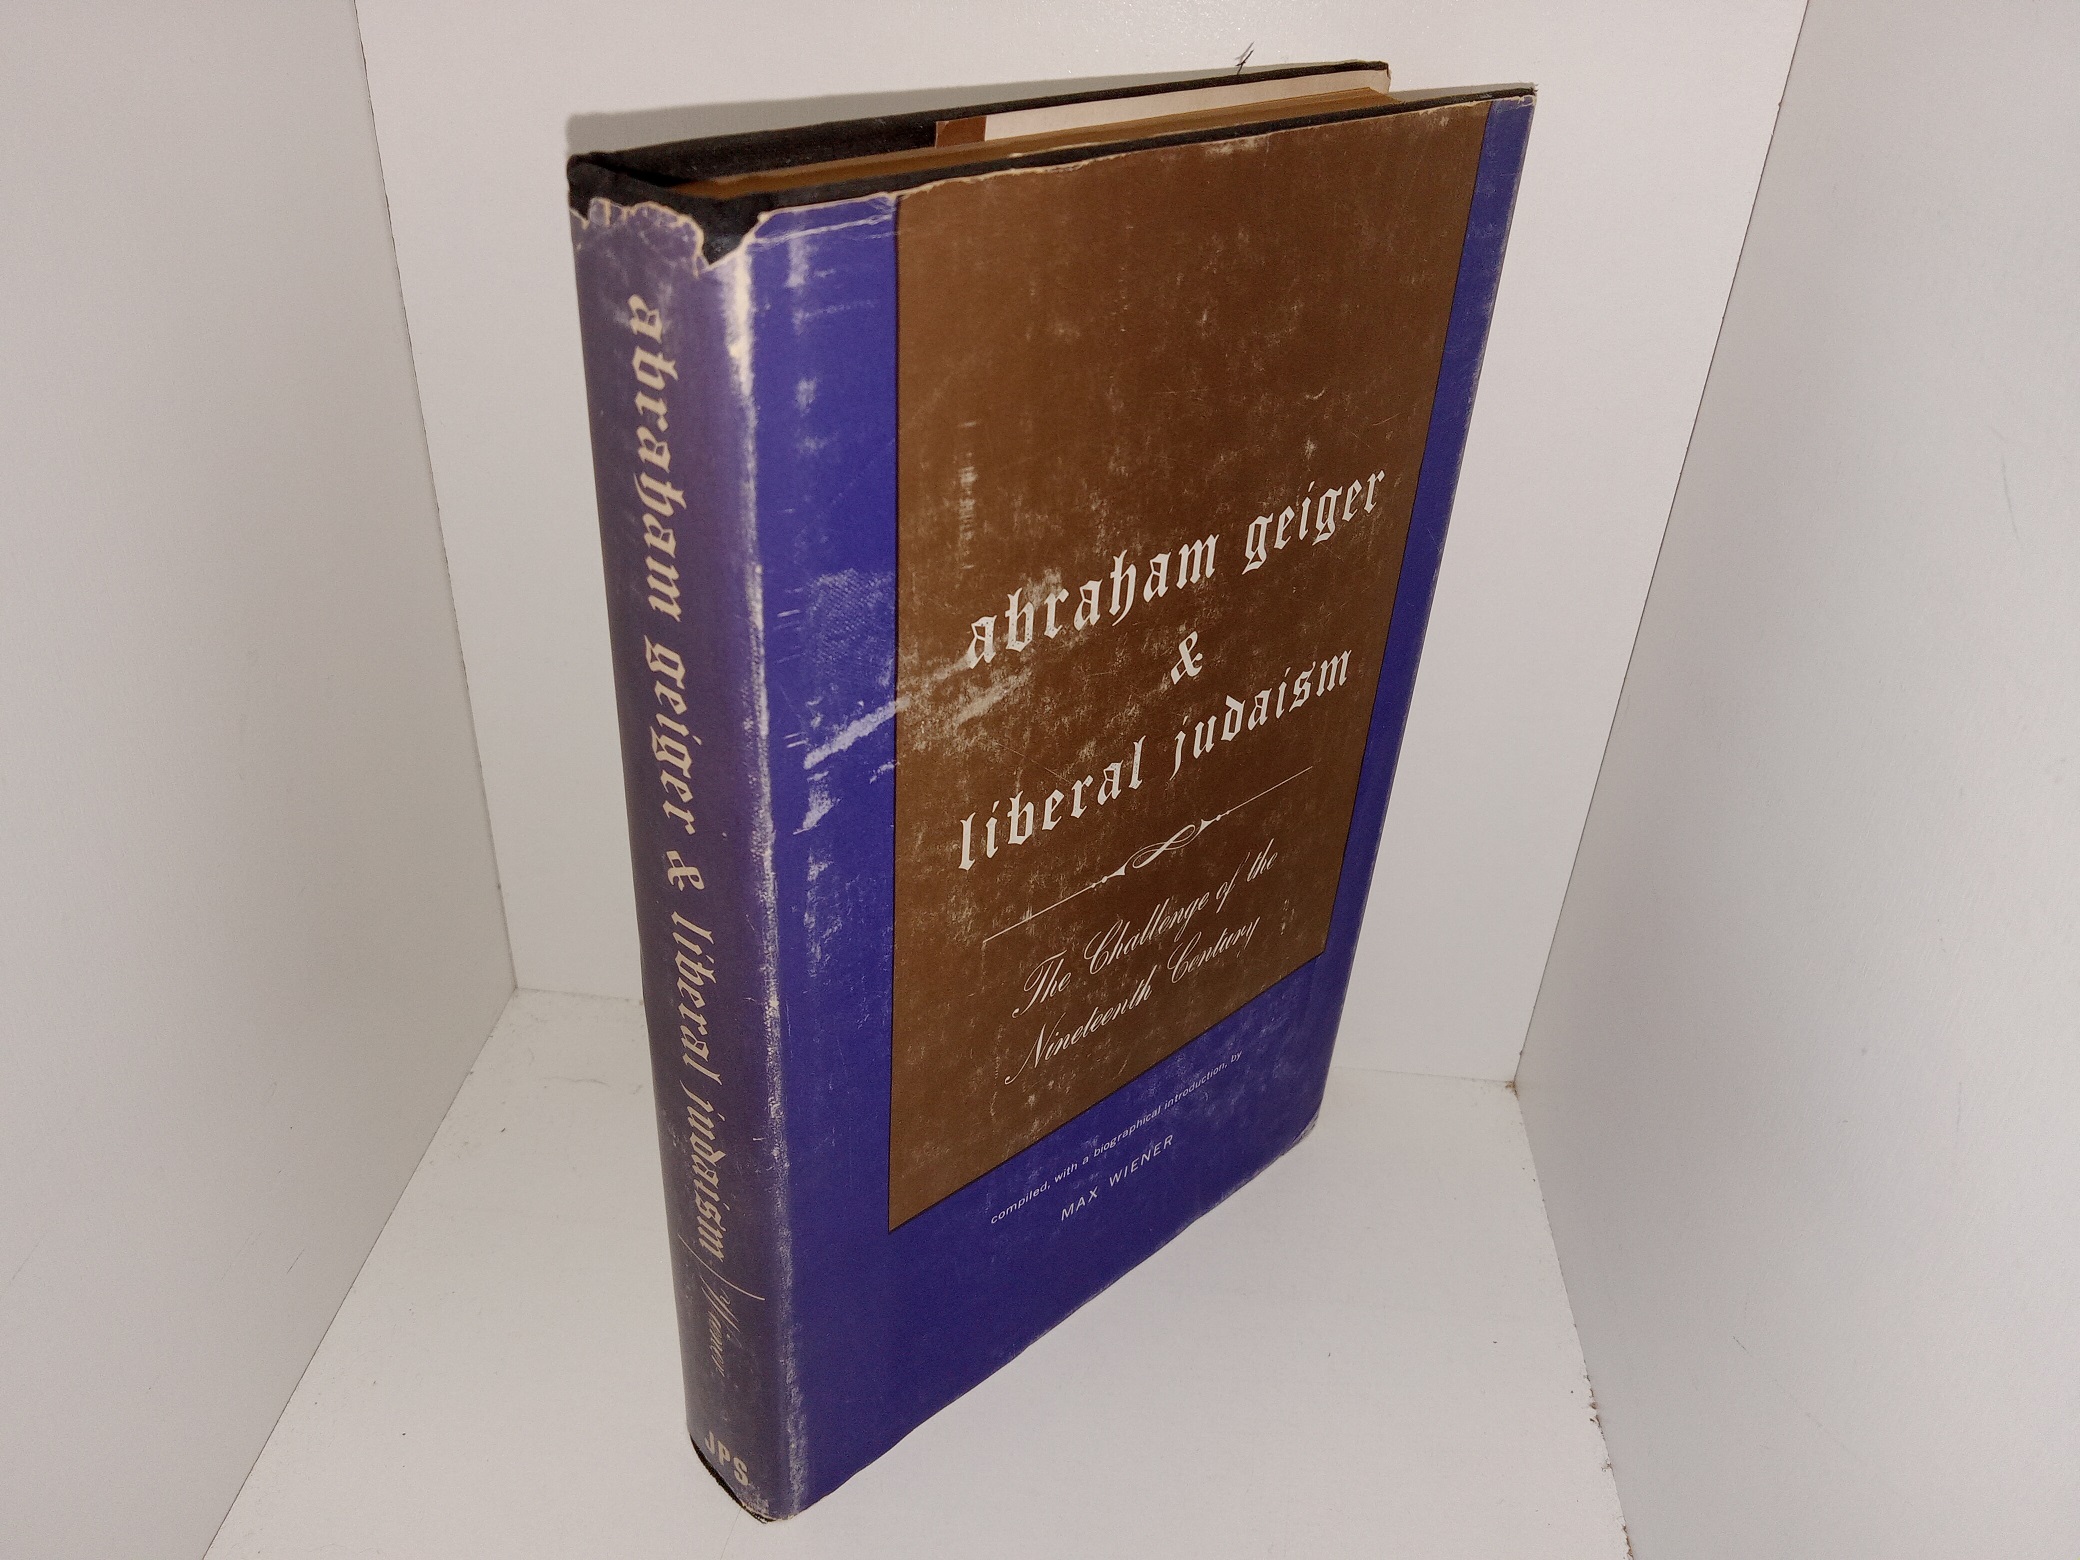 abraham geiger & liberal judaism / Wiener
JPS
abraham geiger
&
liberal judaism
The Challenge of the
Nineteenth Century
compiled, with a biographical introduction, by
MAX WIENER